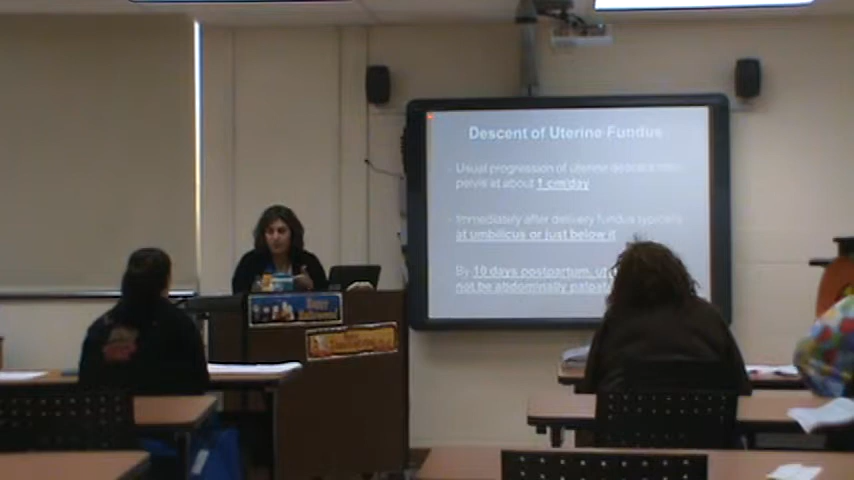 Descent of Uterine Fundus
Usual progression of uterine descent into
pelvis at about 1 cm/day
Immediately after delivery fundus typically
at umbilicus or just below it
By 10 days postpartum,
not be abdominally
Happy